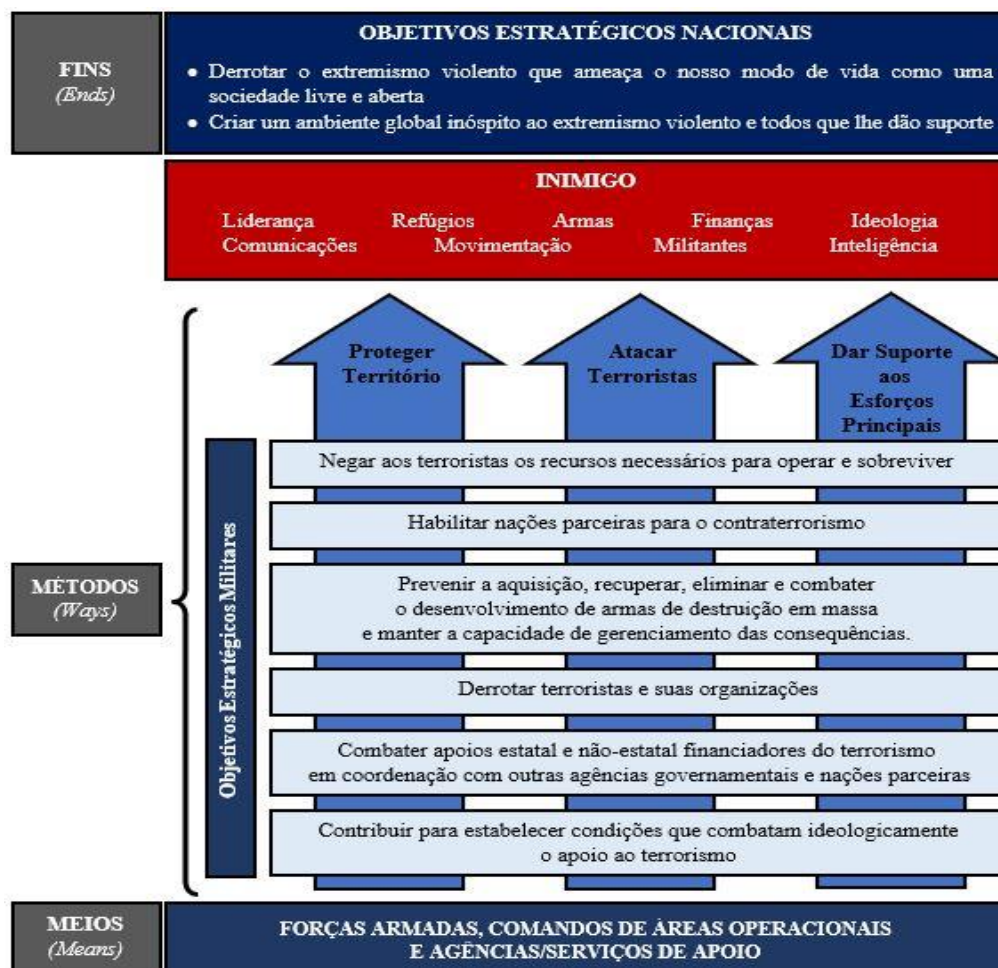 FINS
(Ends)
OBJETIVOS ESTRATÉGICOS NACIONAIS
● Derrotar o extremismo violento que ameaça o nosso modo de vida como uma
sociedade livre e aberta
● Criar um ambiente global inóspito ao extremismo violento e todos que lhe dão suporte
INIMIGO
Liderança Refúgios Armas Finanças Ideologia
Comunicações Movimentação Militantes Inteligência
MÉTODOS
(Ways)
Objetivos Estratégicos Militares
Proteger
Território
Atacar
Terroristas
Dar Suporte
aos
Esforços
Principais
Negar aos terroristas os recursos necessários para operar e sobreviver
Habilitar nações parceiras para o contraterrorismo
Prevenir a aquisição, recuperar, eliminar e combater
o desenvolvimento de armas de destruição em massa
e manter a capacidade de gerenciamento das consequências.
Derrotar terroristas e suas organizações
Combater apoios estatal e não-estatal financiadores do terrorismo
em coordenação com outras agências governamentais e nações parceiras
Contribuir para estabelecer condições que combatam ideologicamente
o apoio ao terrorismo
MEIOS
(Means)
FORÇAS ARMADAS, COMANDOS DE ÁREAS OPERACIONAIS
E AGÊNCIAS/SERVIÇOS DE APOIO